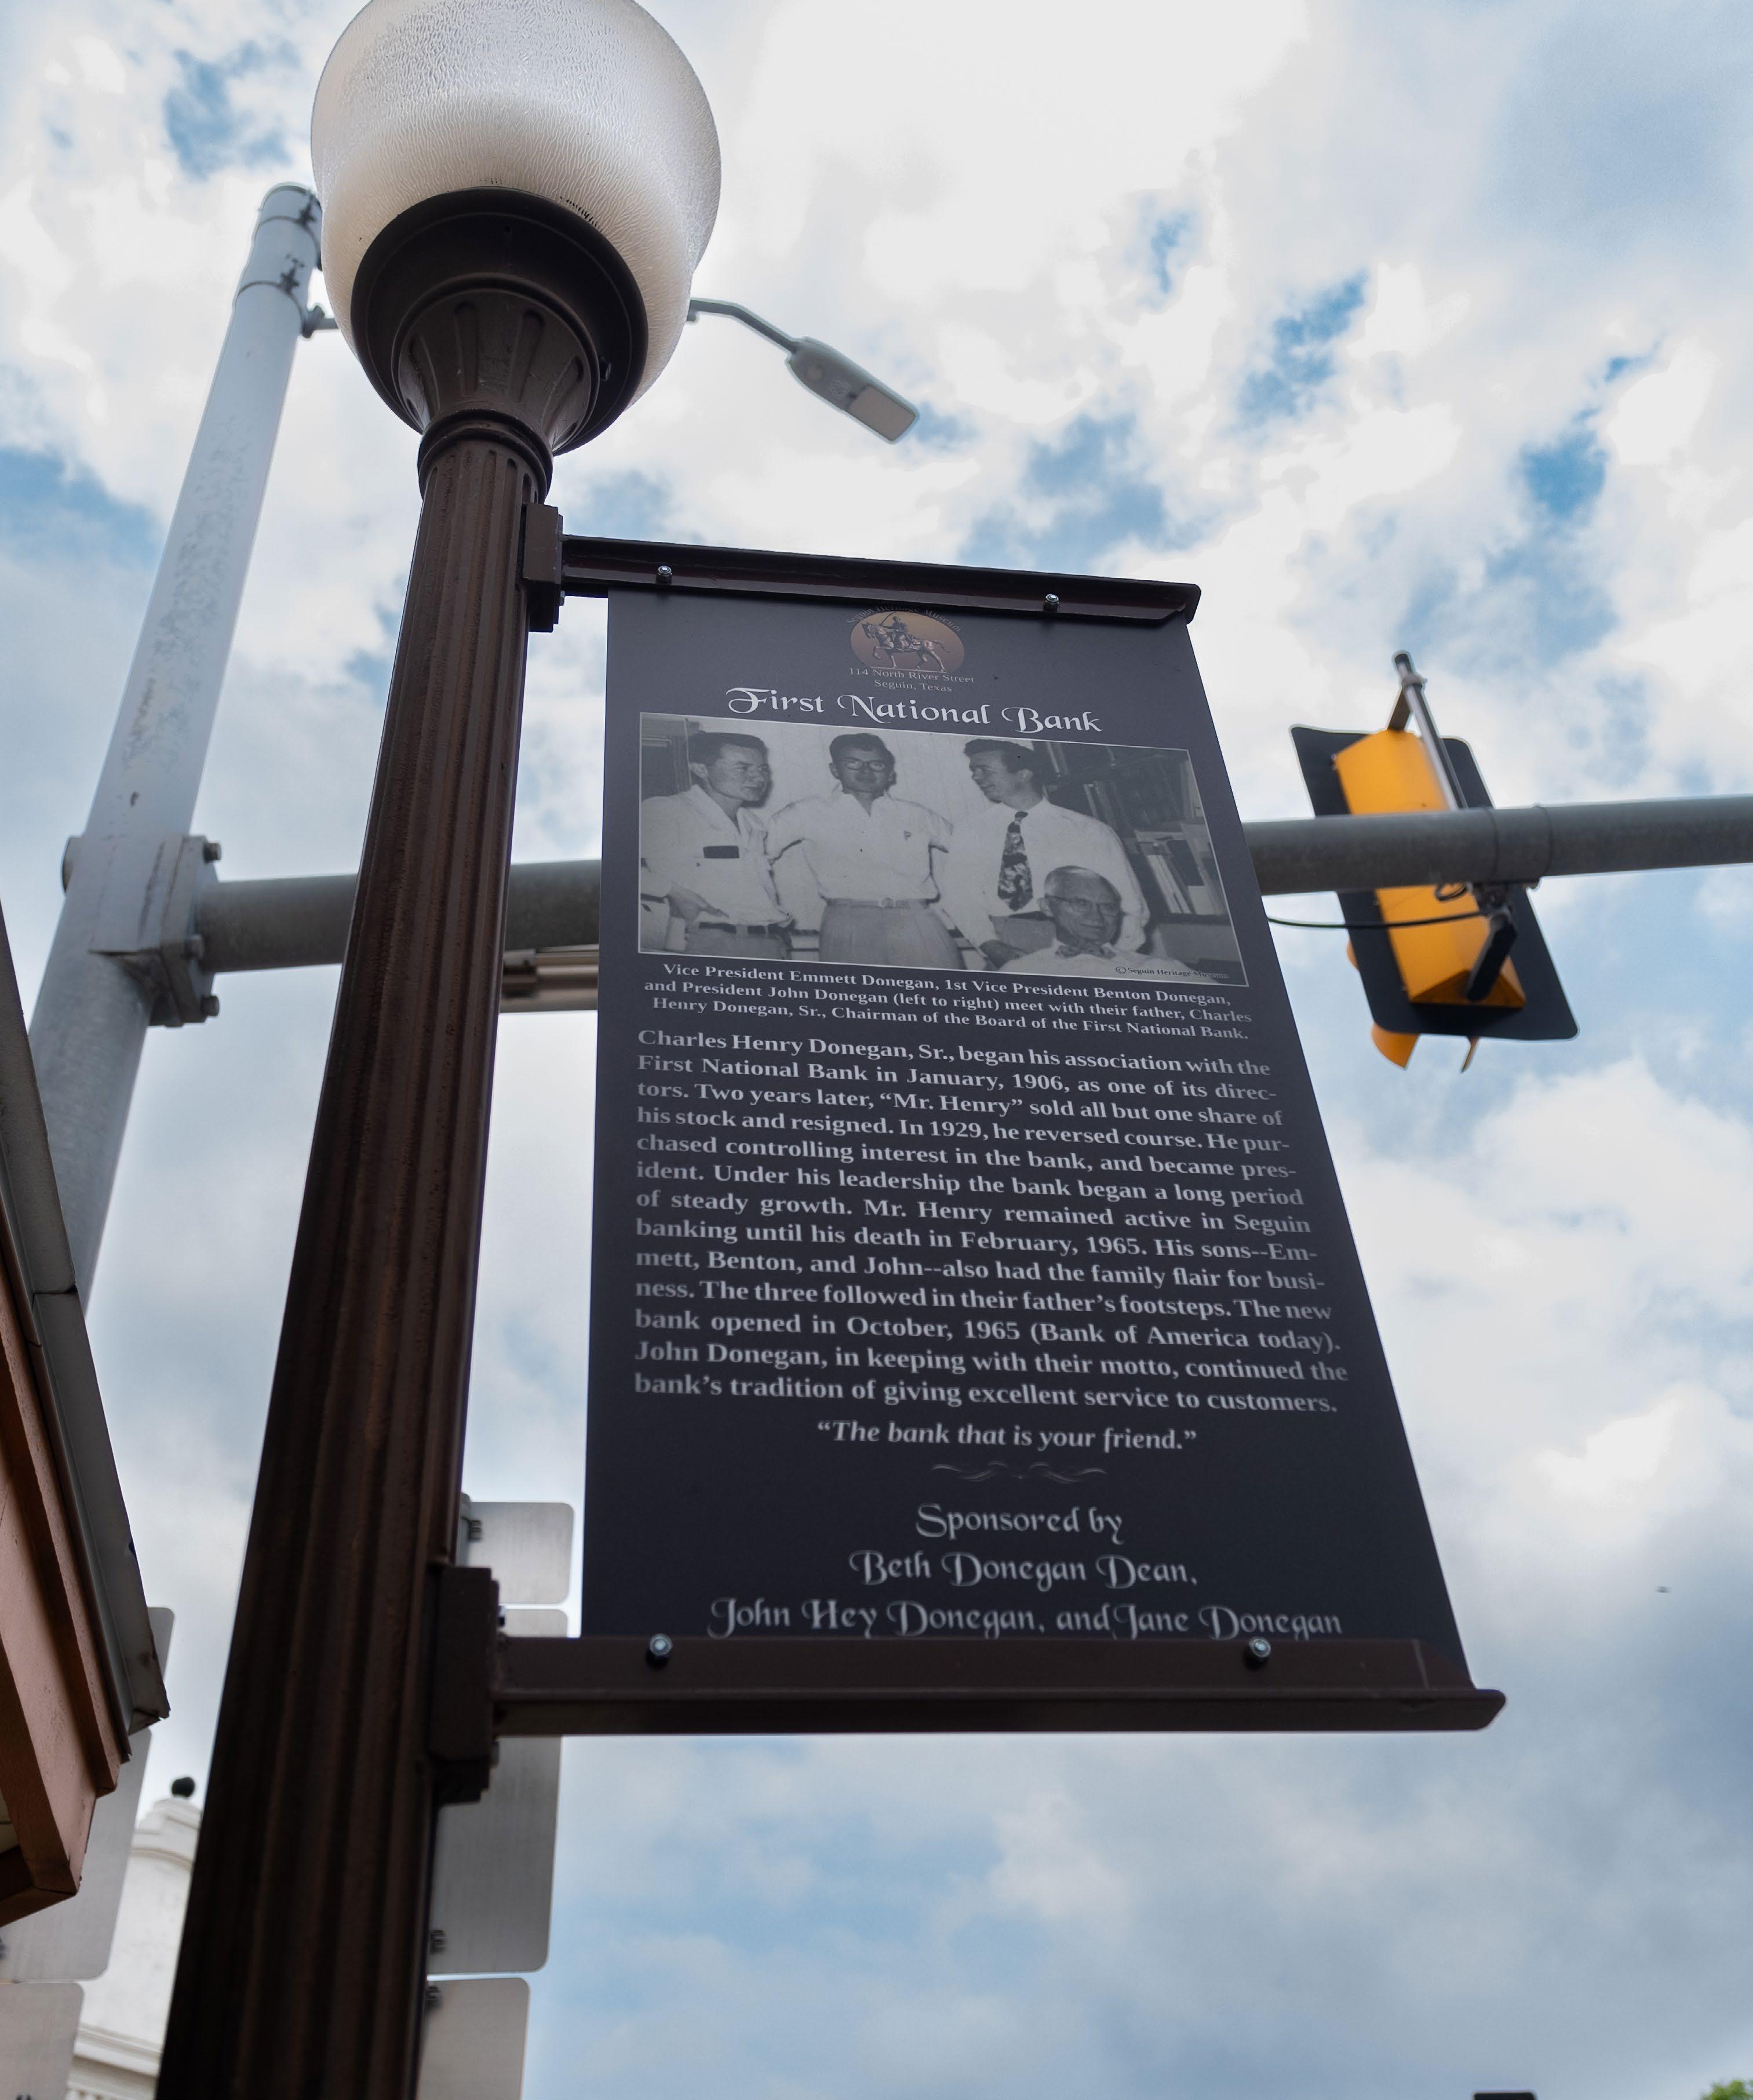 Seguin Heritage Museum
114 North River Street
Seguin, Texas
First National Bank
© Seguin Heritage Museum
Vice President Emmett Donegan, 1st Vice President Benton Donegan,
and President John Donegan (left to right) meet with their father, Charles
Henry Donegan, Sr., Chairman of the Board of the First National Bank.
Charles Henry Donegan, Sr., began his association with the
First National Bank in January, 1906, as one of its direc-
tors. Two years later, “Mr. Henry” sold all but one share of
his stock and resigned. In 1929, he reversed course. He pur-
chased controlling interest in the bank, and became pres-
ident. Under his leadership the bank began a long period
of steady growth. Mr. Henry remained active in Seguin
banking until his death in February, 1965. His sons--Em-
mett, Benton, and John--also had the family flair for busi-
ness. The three followed in their father’s footsteps. The new
bank opened in October, 1965 (Bank of America today).
John Donegan, in keeping with their motto, continued the
bank’s tradition of giving excellent service to customers.
“The bank that is your friend.”
Sponsored by
Beth Donegan Dean,
John Hey Donegan, and Jane Donegan